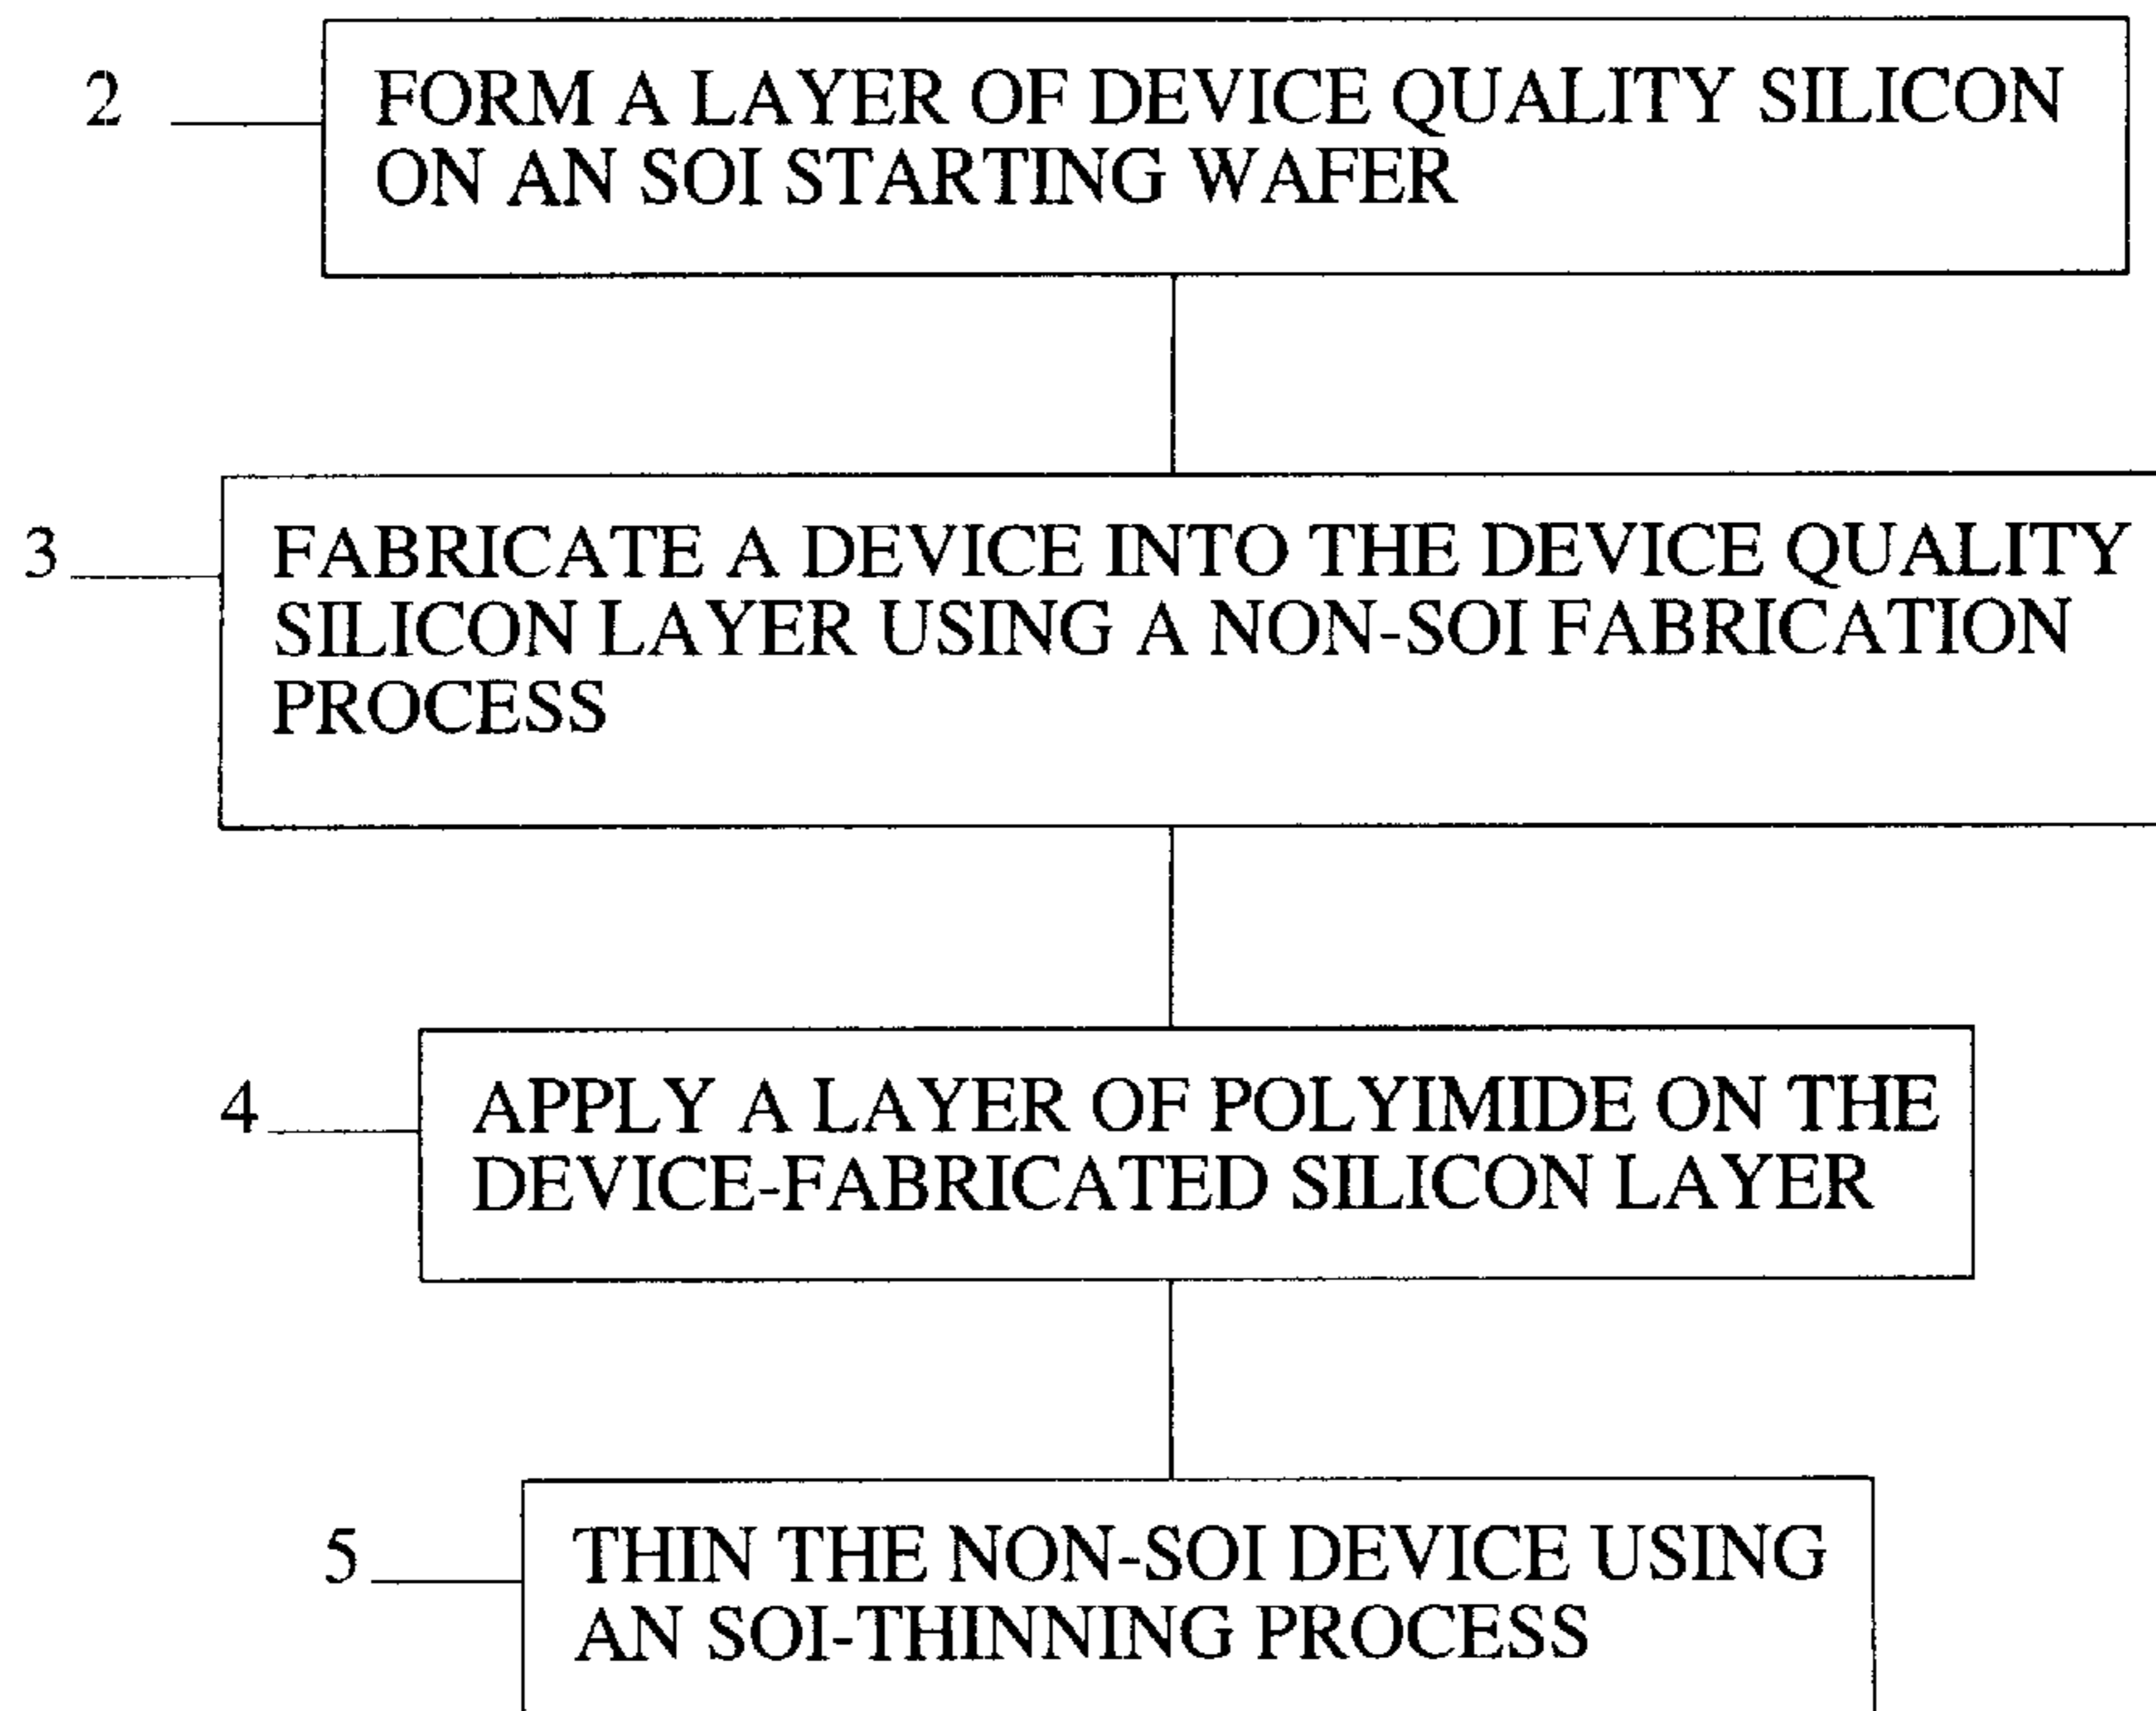 2
FORM A LAYER OF DEVICE QUALITY SILICON
ON AN SOI STARTING WAFER
3
FABRICATE A DEVICE INTO THE DEVICE QUALITY
SILICON LAYER USING A NON-SOI FABRICATION
PROCESS
4
APPLY A LAYER OF POLYIMIDE ON THE
DEVICE-FABRICATED SILICON LAYER
5
THIN THE NON-SOI DEVICE USING
AN SOI-THINNING PROCESS